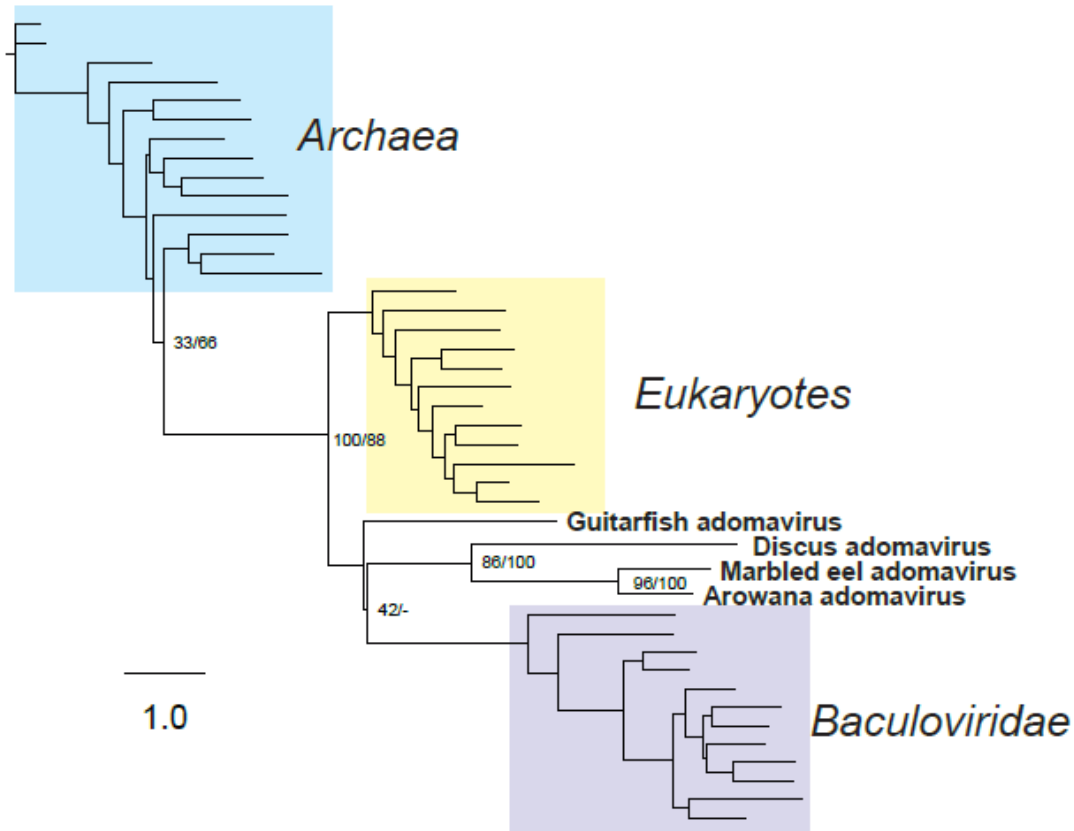 Archaea
33/66
Eukaryotes
100/88
Guitarfish adomavirus
Discus adomavirus
86/100
Marbled eel adomavirus
96/100
Arowana adomavirus
42/-
1.0
Baculoviridae